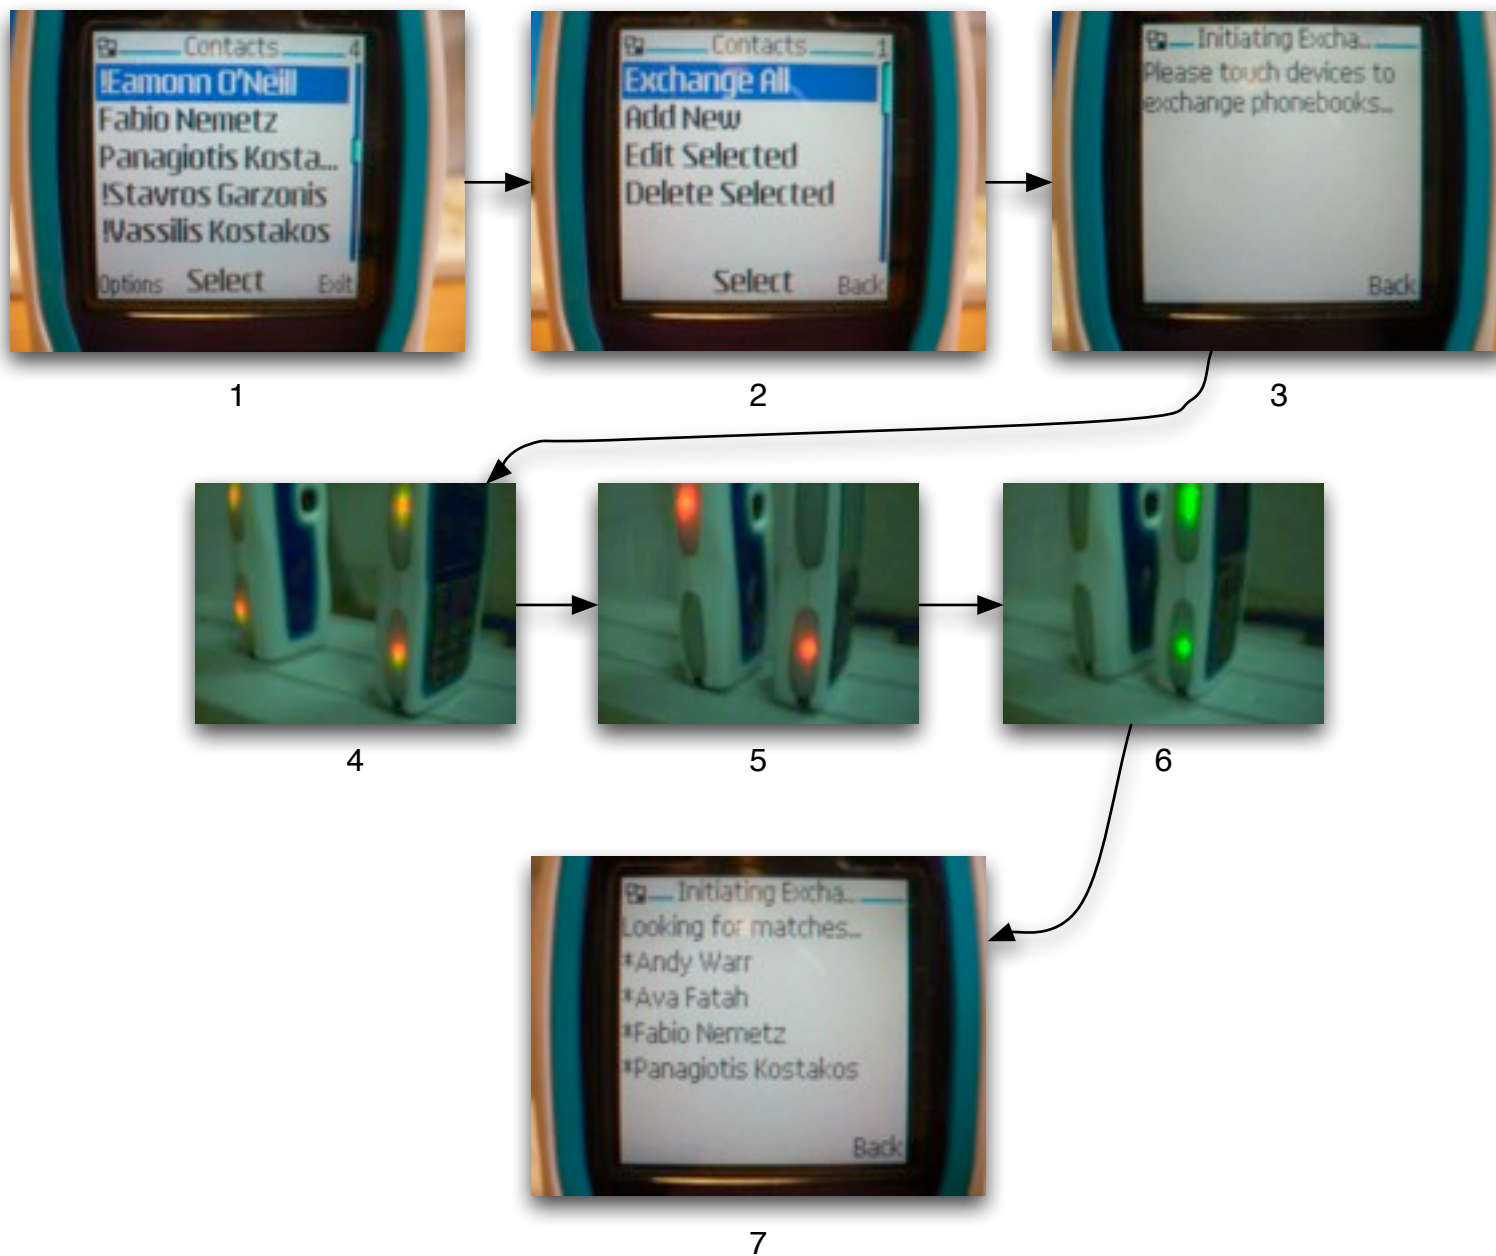 Contacts 4
!Eamonn O'Neill
Fabio Nemetz
Panagiotis Kosta...
!Stavros Garzonis
!Vassilis Kostakos
Options Select Exit
1
Contacts 1
Exchange All
Add New
Edit Selected
Delete Selected
Select Back
2
Initiating Excha...
Please touch devices to
exchange phonebooks...
Back
3
4
5
6
Initiating Excha...
Looking for matches...
*Andy Warr
*Ava Fatah
*Fabio Nemetz
*Panagiotis Kostakos
Back
7